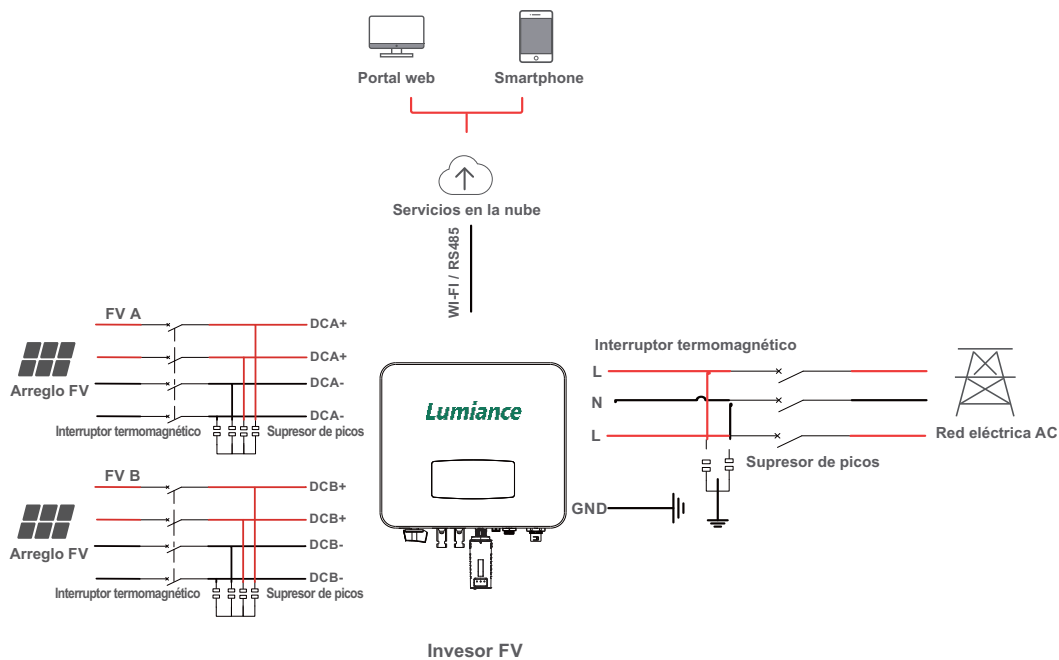 Portal web
Smartphone
Servicios en la nube
WI-FI / RS485
FV A
DCA+
DCA+
Arreglo FV
DCA-
DCA-
Interruptor termomagnético
Supresor de picos
FV B
DCB+
DCB+
Arreglo FV
DCB-
DCB-
Interruptor termomagnético
Supresor de picos
Lumiance
Invesor FV
Interruptor termomagnético
L
N
L
Red eléctrica AC
Supresor de picos
GND